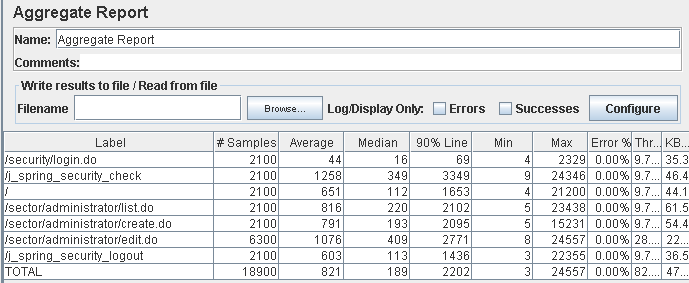 Aggregate Report
Name: Aggregate Report
Comments:
Write results to file / Read from file
Filename Browse... Log/Display Only: Errors Successes Configure
Label # Samples Average Median 90% Line Min Max Error % Thr... KB...
/security/login.do 2100 44 16 69 4 2329 0.00% 9.7... 35.3
/j_spring_security_check 2100 1258 349 3349 9 24346 0.00% 9.7... 46.4
/ 2100 651 112 1653 4 21200 0.00% 9.7... 44.1
/sector/administrator/list.do 2100 816 220 2102 5 23438 0.00% 9.7... 61.5
/sector/administrator/create.do 2100 791 193 2095 5 15231 0.00% 9.7... 54.4
/sector/administrator/edit.do 6300 1076 409 2771 8 24557 0.00% 28.... 22...
/j_spring_security_logout 2100 603 113 1436 3 22355 0.00% 9.7... 36.5
TOTAL 18900 821 189 2202 3 24557 0.00% 82.... 47...